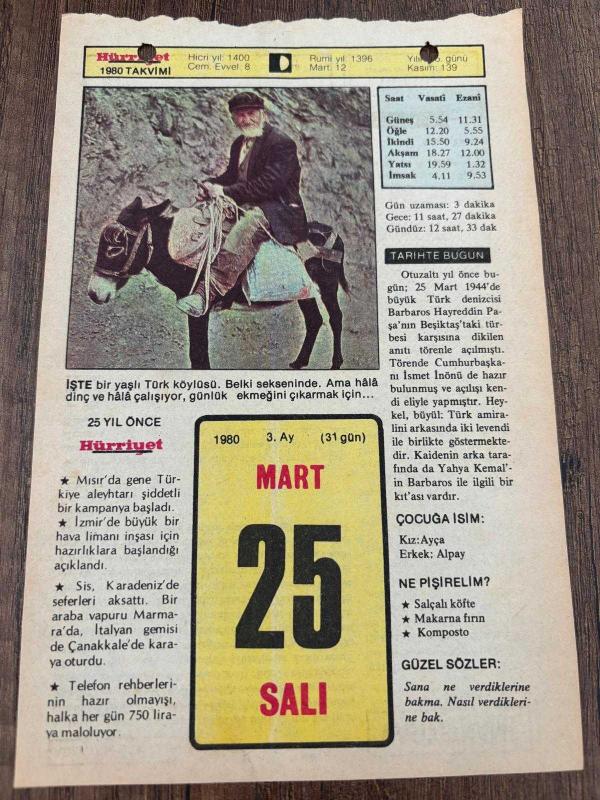 Hürriyet
1980 TAKVİMİ
Hicri yıl: 1400
Cem. Evvel: 8
Rumi yıl: 1396
Mart: 12
günü
Kasım: 139
Saat Vasati Ezani
Güneş 5.54 11.31
Öğle 12.20 5.55
İkindi 15.50 9.24
Akşam 18.27 12.00
Yatsı 19.59 1.32
İmsak 4.11 9.53
Gün uzaması: 3 dakika
Gece: 11 saat, 27 dakika
Gündüz: 12 saat, 33 dak
TARIHTE BUGÜN
Otuzaltı yıl önce bu-
gün; 25 Mart 1944'de
büyük Türk denizcisi
Barbaros Hayreddin Pa-
şa'nın Beşiktaş'taki tür-
besi karşısına dikilen
anıtı törenle açılmıştı.
Törende Cumhurbaşka-
nı İsmet İnönü de hazır
bulunmuş ve açılışı ken-
di eliyle yapmıştır. Hey-
kel, büyük Türk amira-
lini arkasında iki levendi
ile birlikte göstermekte-
dir. Kaidenin arka tara-
fında da Yahya Kemal'-
in Barbaros ile ilgili bir
kıt'ası vardır.
ÇOCUĞA İSİM:
Kız: Ayça
Erkek: Alpay
NE PİŞİRELİM?
★ Salçalı köfte
★ Makarna fırın
★ Komposto
GÜZEL SÖZLER:
Sana ne verdiklerine
bakma. Nasıl verdikleri-
ne bak.
İŞTE bir yaşlı Türk köylüsü. Belki sekseninde. Ama hâlâ
dinç ve hâlâ çalışıyor, günlük ekmeğini çıkarmak için...
25 YIL ÖNCE
Hürriyet
★ Mısır'da gene Tür-
kiye aleyhtarı şiddetli
bir kampanya başladı.
★ İzmir'de büyük bir
hava limanı inşası için
hazırlıklara başlandığı
açıklandı.
★ Sis, Karadeniz'de
seferleri aksattı. Bir
araba vapuru Marma-
ra'da, İtalyan gemisi
de Çanakkale'de kara-
ya oturdu.
★ Telefon rehberleri-
nin hazır olmayışı,
halka her gün 750 lira-
ya maloluyor.
1980 3. Ay (31 gün)
MART
25
SALI